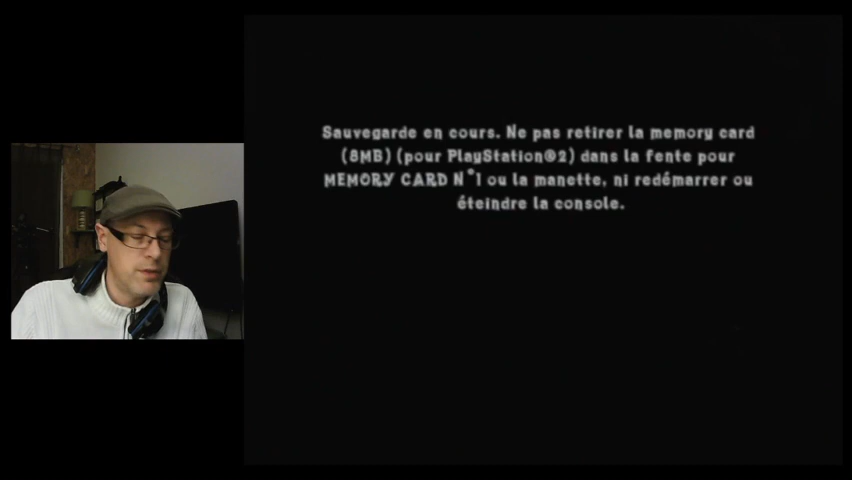 Sauvegarde en cours. Ne pas retirer la memory card
(8MB) (pour PlayStation®2) dans la fente pour
MEMORY CARD N°1 ou la manette, ni redémarrer ou
éteindre la console.